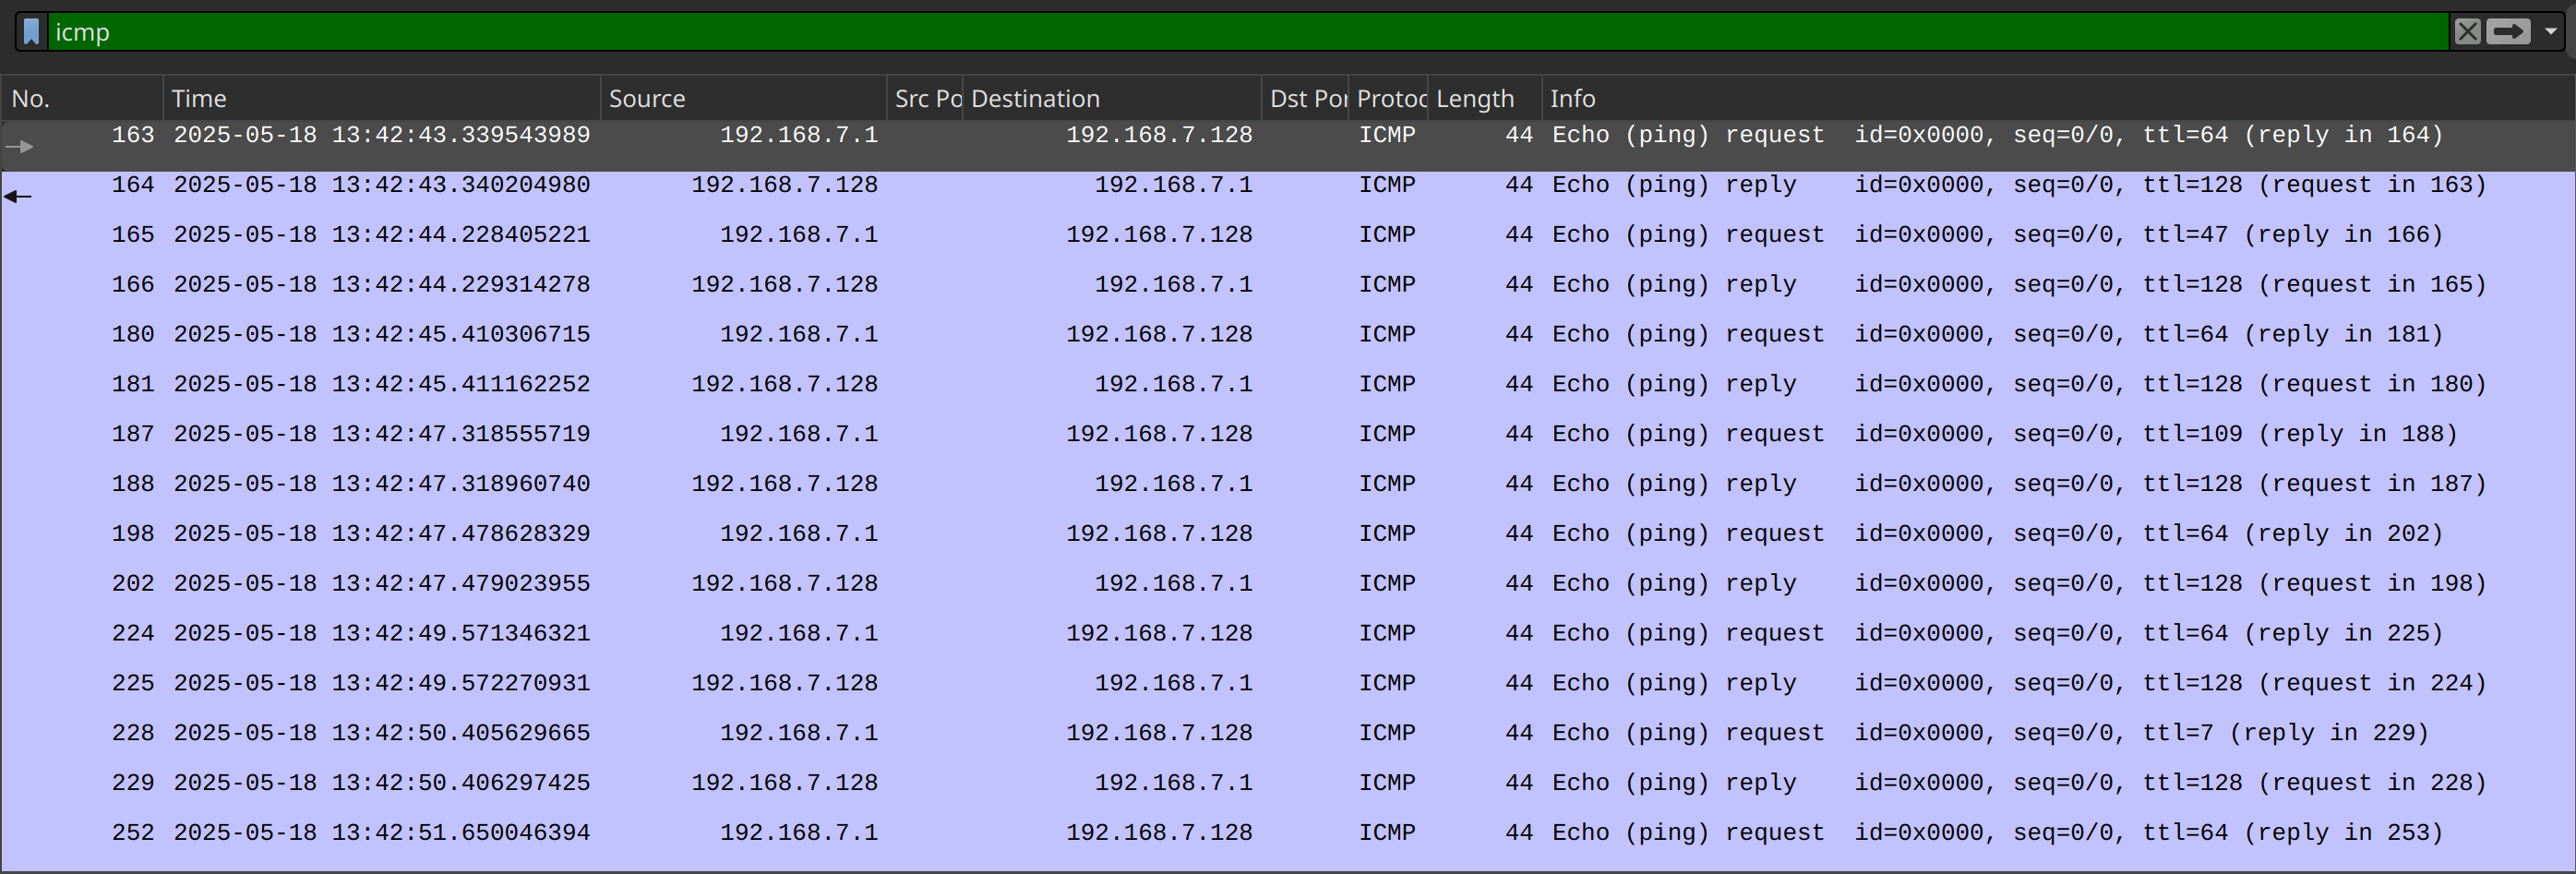 icmp
No. Time Source Src Po Destination Dst Por Protoc Length Info
163 2025-05-18 13:42:43.339543989 192.168.7.1 192.168.7.128 ICMP 44 Echo (ping) request id=0x0000, seq=0/0, ttl=64 (reply in 164)
164 2025-05-18 13:42:43.340204980 192.168.7.128 192.168.7.1 ICMP 44 Echo (ping) reply id=0x0000, seq=0/0, ttl=128 (request in 163)
165 2025-05-18 13:42:44.228405221 192.168.7.1 192.168.7.128 ICMP 44 Echo (ping) request id=0x0000, seq=0/0, ttl=47 (reply in 166)
166 2025-05-18 13:42:44.229314278 192.168.7.128 192.168.7.1 ICMP 44 Echo (ping) reply id=0x0000, seq=0/0, ttl=128 (request in 165)
180 2025-05-18 13:42:45.410306715 192.168.7.1 192.168.7.128 ICMP 44 Echo (ping) request id=0x0000, seq=0/0, ttl=64 (reply in 181)
181 2025-05-18 13:42:45.411162252 192.168.7.128 192.168.7.1 ICMP 44 Echo (ping) reply id=0x0000, seq=0/0, ttl=128 (request in 180)
187 2025-05-18 13:42:47.318555719 192.168.7.1 192.168.7.128 ICMP 44 Echo (ping) request id=0x0000, seq=0/0, ttl=109 (reply in 188)
188 2025-05-18 13:42:47.318960740 192.168.7.128 192.168.7.1 ICMP 44 Echo (ping) reply id=0x0000, seq=0/0, ttl=128 (request in 187)
198 2025-05-18 13:42:47.478628329 192.168.7.1 192.168.7.128 ICMP 44 Echo (ping) request id=0x0000, seq=0/0, ttl=64 (reply in 202)
202 2025-05-18 13:42:47.479023955 192.168.7.128 192.168.7.1 ICMP 44 Echo (ping) reply id=0x0000, seq=0/0, ttl=128 (request in 198)
224 2025-05-18 13:42:49.571346321 192.168.7.1 192.168.7.128 ICMP 44 Echo (ping) request id=0x0000, seq=0/0, ttl=64 (reply in 225)
225 2025-05-18 13:42:49.572270931 192.168.7.128 192.168.7.1 ICMP 44 Echo (ping) reply id=0x0000, seq=0/0, ttl=128 (request in 224)
228 2025-05-18 13:42:50.405629665 192.168.7.1 192.168.7.128 ICMP 44 Echo (ping) request id=0x0000, seq=0/0, ttl=7 (reply in 229)
229 2025-05-18 13:42:50.406297425 192.168.7.128 192.168.7.1 ICMP 44 Echo (ping) reply id=0x0000, seq=0/0, ttl=128 (request in 228)
252 2025-05-18 13:42:51.650046394 192.168.7.1 192.168.7.128 ICMP 44 Echo (ping) request id=0x0000, seq=0/0, ttl=64 (reply in 253)